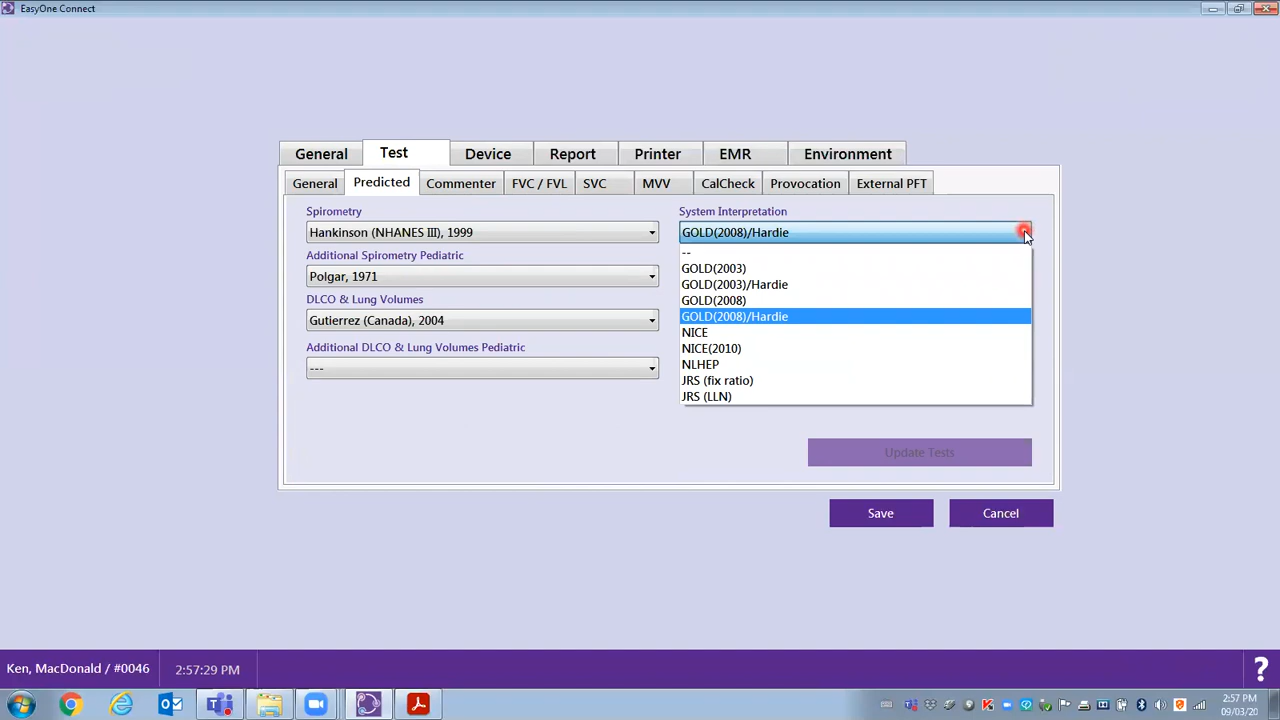 EasyOne Connect
General Test Device Report Printer EMR Environment
General Predicted Commenter FVC / FVL SVC MVV CalCheck Provocation External PFT
Spirometry
Hankinson (NHANES III), 1999
Additional Spirometry Pediatric
Polgar, 1971
DLCO & Lung Volumes
Gutierrez (Canada), 2004
Additional DLCO & Lung Volumes Pediatric
---
System Interpretation
GOLD(2008)/Hardie
--
GOLD(2003)
GOLD(2003)/Hardie
GOLD(2008)
GOLD(2008)/Hardie
NICE
NICE(2010)
NLHEP
JRS (fix ratio)
JRS (LLN)
Update Tests
Save Cancel
Ken, MacDonald / #0046 2:57:29 PM ?
2:57 PM
09/03/20